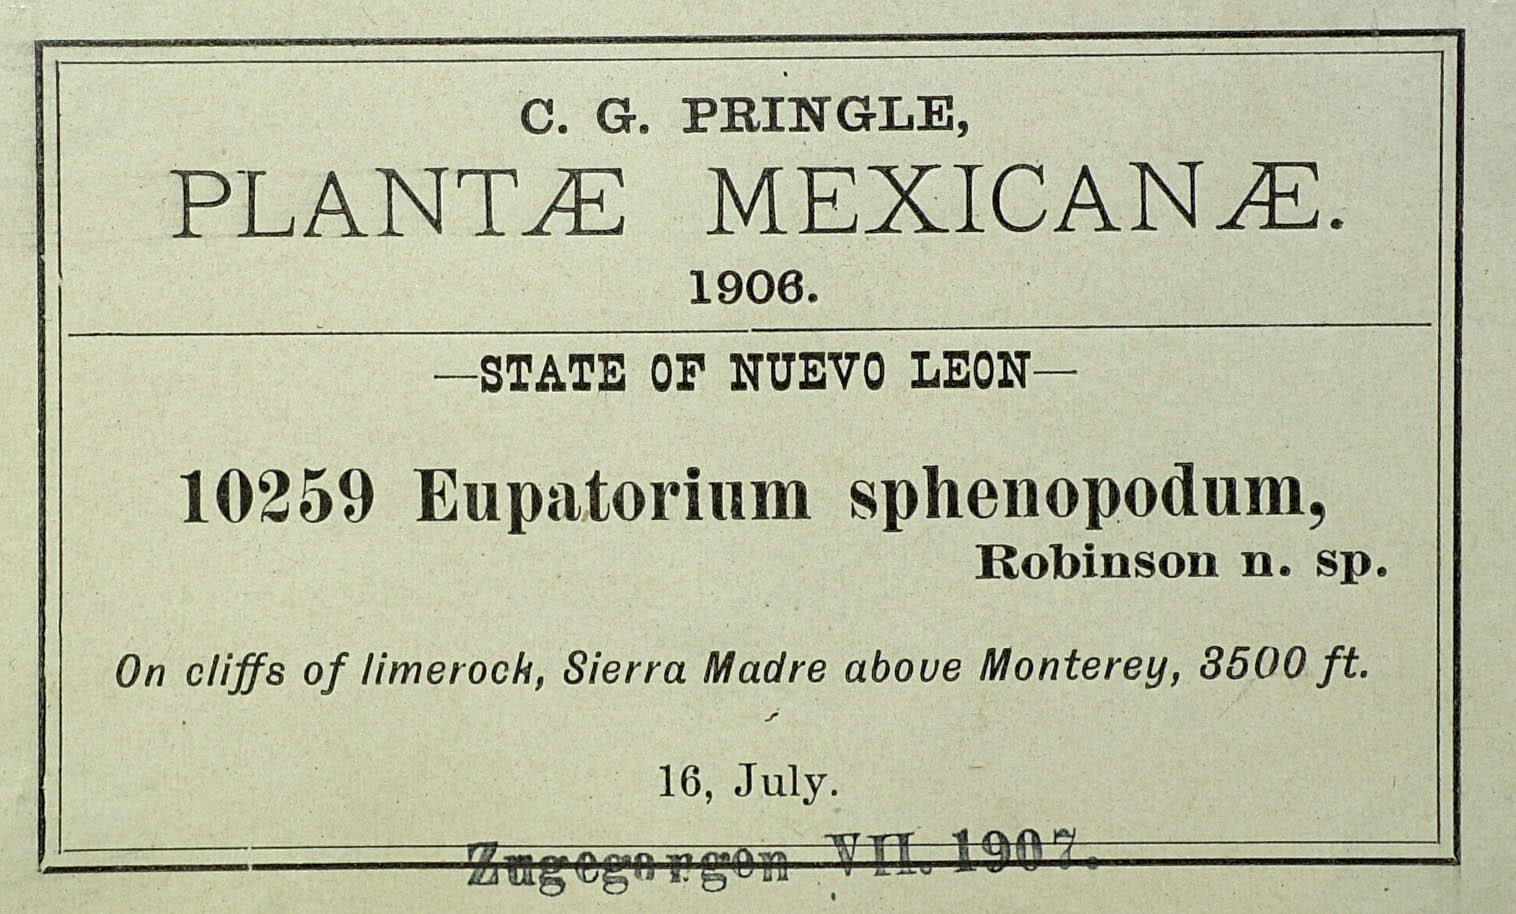 C. G. PRINGLE,
PLANTÆ MEXICANÆ.
1906.
—STATE OF NUEVO LEON—
10259 Eupatorium sphenopodum,
Robinson n. sp.
On cliffs of limerock, Sierra Madre above Monterey, 3500 ft.
16, July.
Zugegangen VII. 1907.